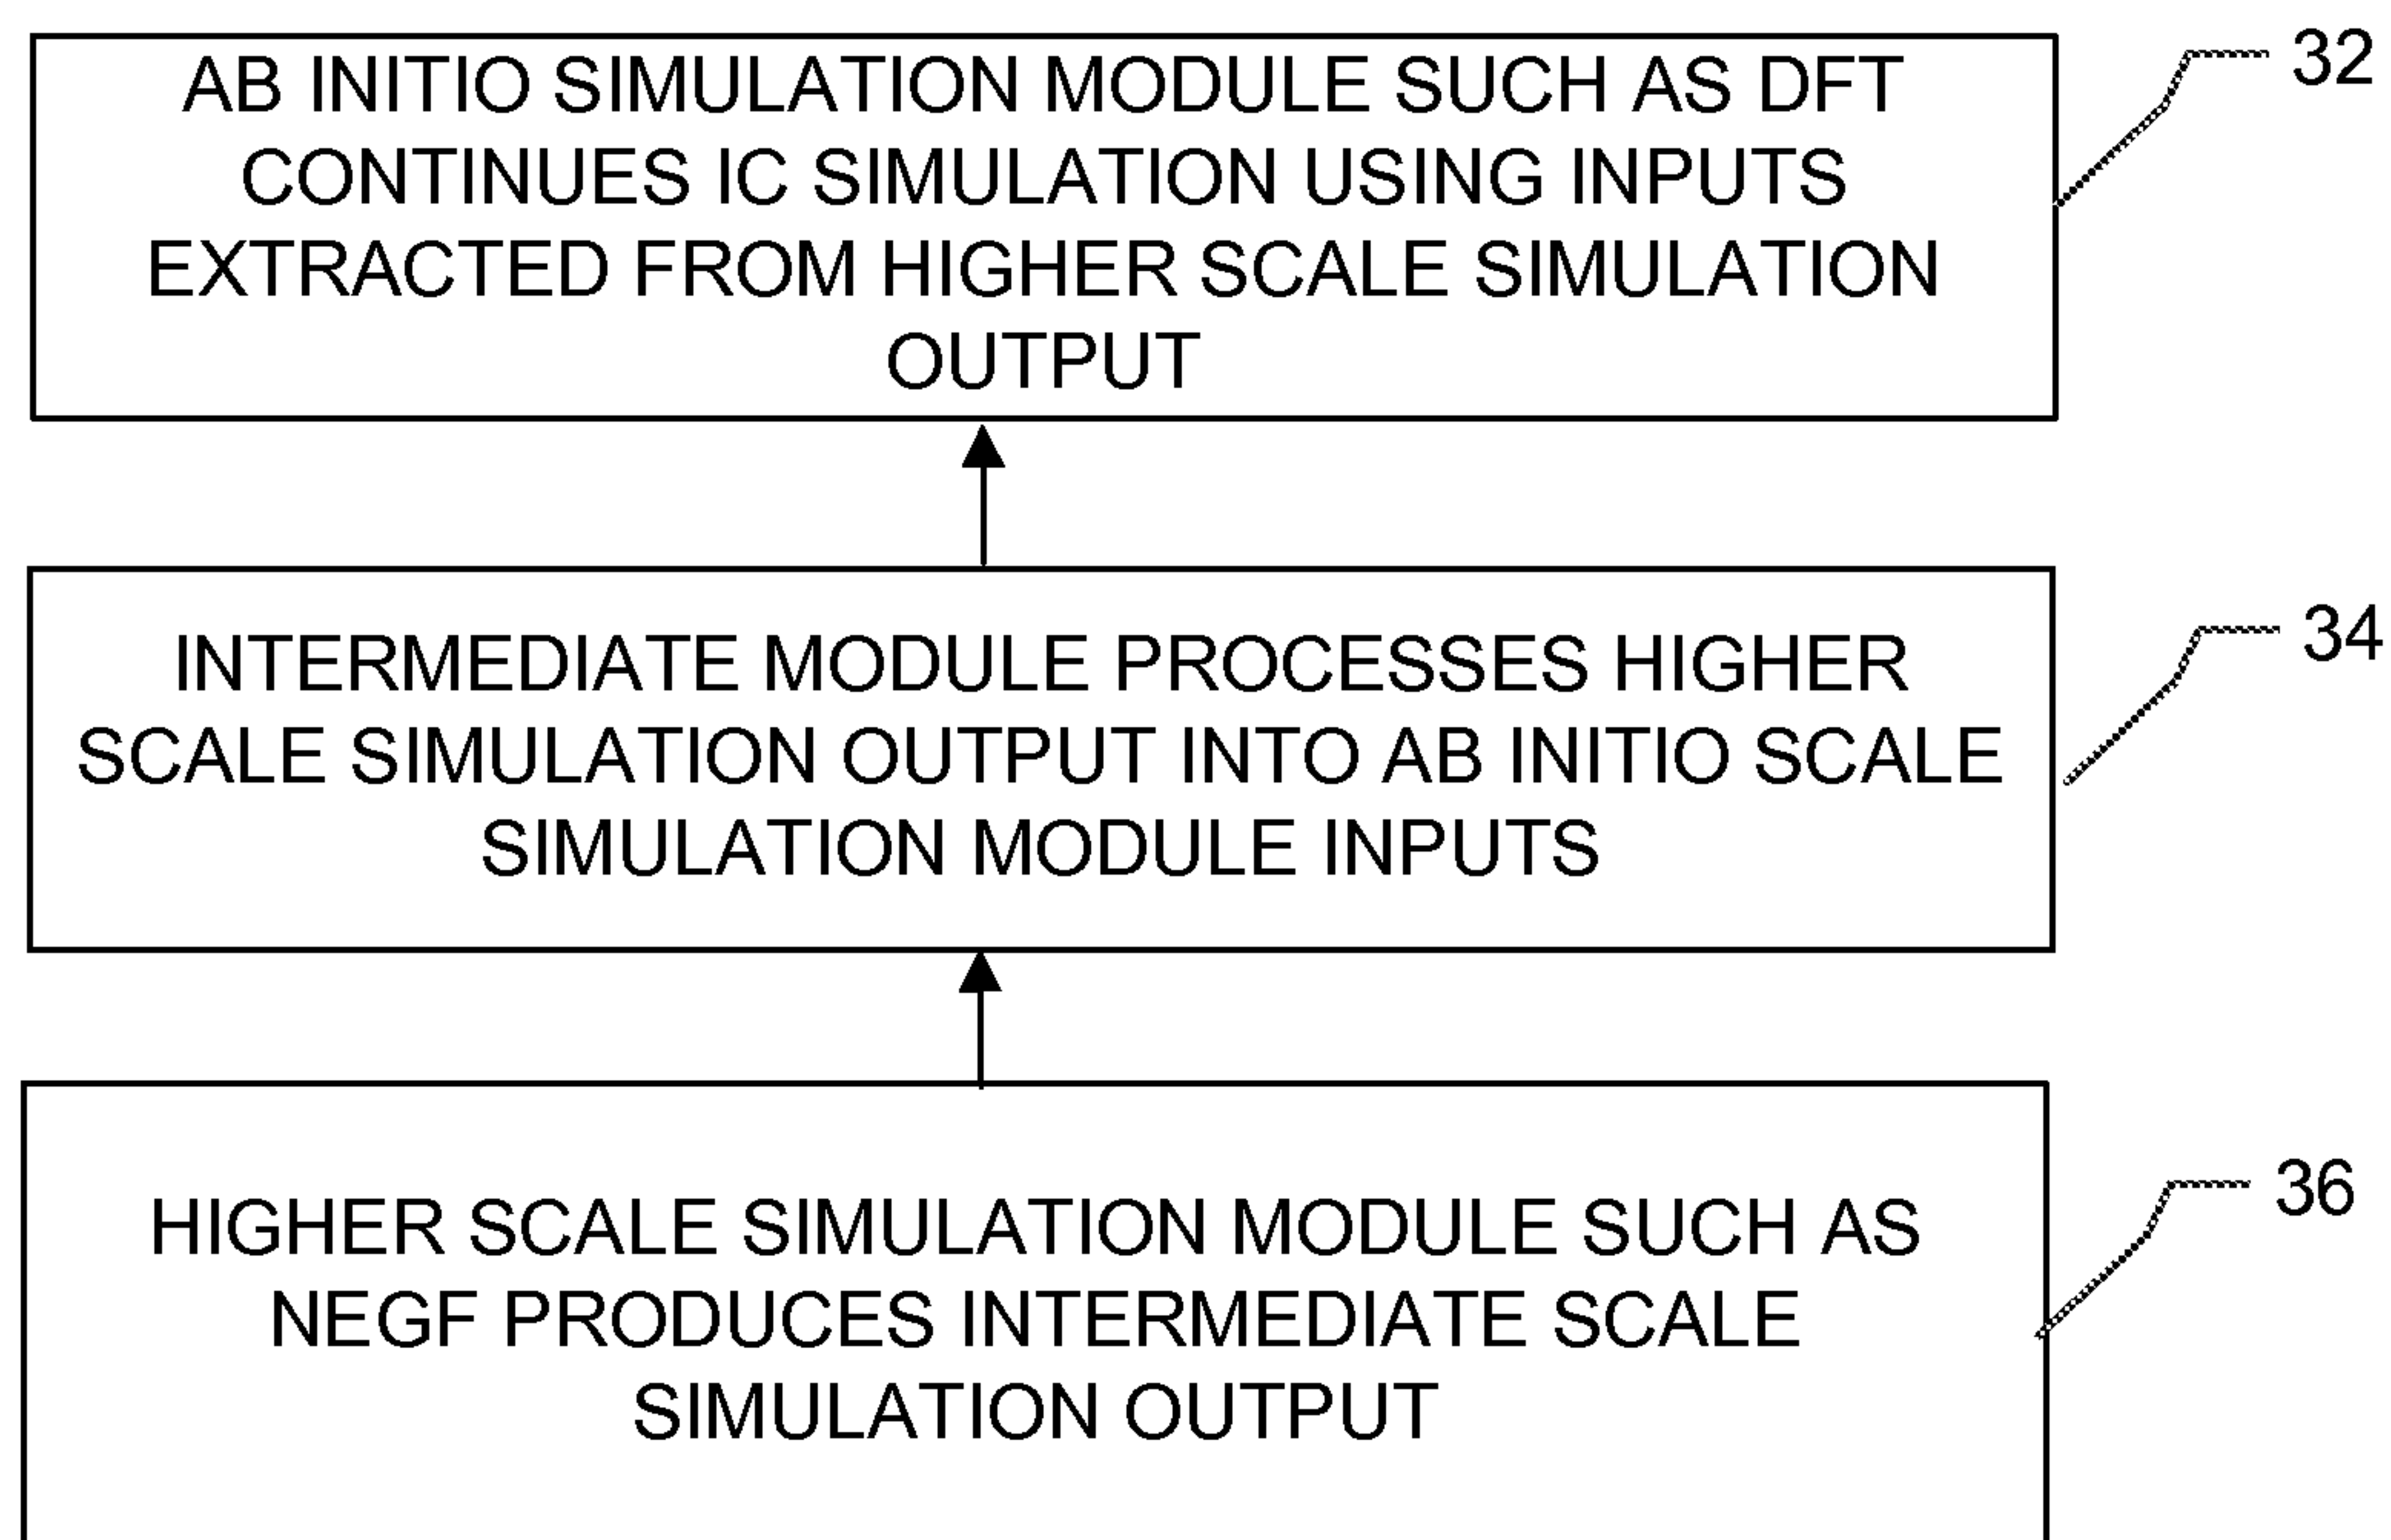 AB INITIO SIMULATION MODULE SUCH AS DFT
CONTINUES IC SIMULATION USING INPUTS
EXTRACTED FROM HIGHER SCALE SIMULATION
OUTPUT
32
INTERMEDIATE MODULE PROCESSES HIGHER
SCALE SIMULATION OUTPUT INTO AB INITIO SCALE
SIMULATION MODULE INPUTS
34
HIGHER SCALE SIMULATION MODULE SUCH AS
NEGF PRODUCES INTERMEDIATE SCALE
SIMULATION OUTPUT
36